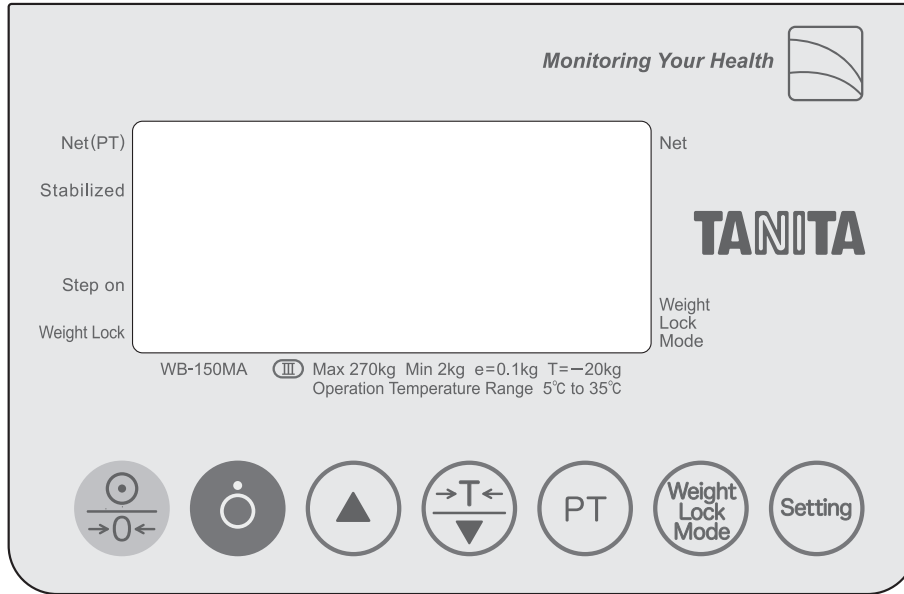 Monitoring Your Health
Net(PT)
Net
Stabilized
TANITA
Step on
Weight Lock
Weight
Lock
Mode
WB-150MA Ⅲ Max 270kg Min 2kg e=0.1kg T=−20kg
Operation Temperature Range 5℃ to 35℃
→0←
→T←
PT
Weight
Lock
Mode
Setting